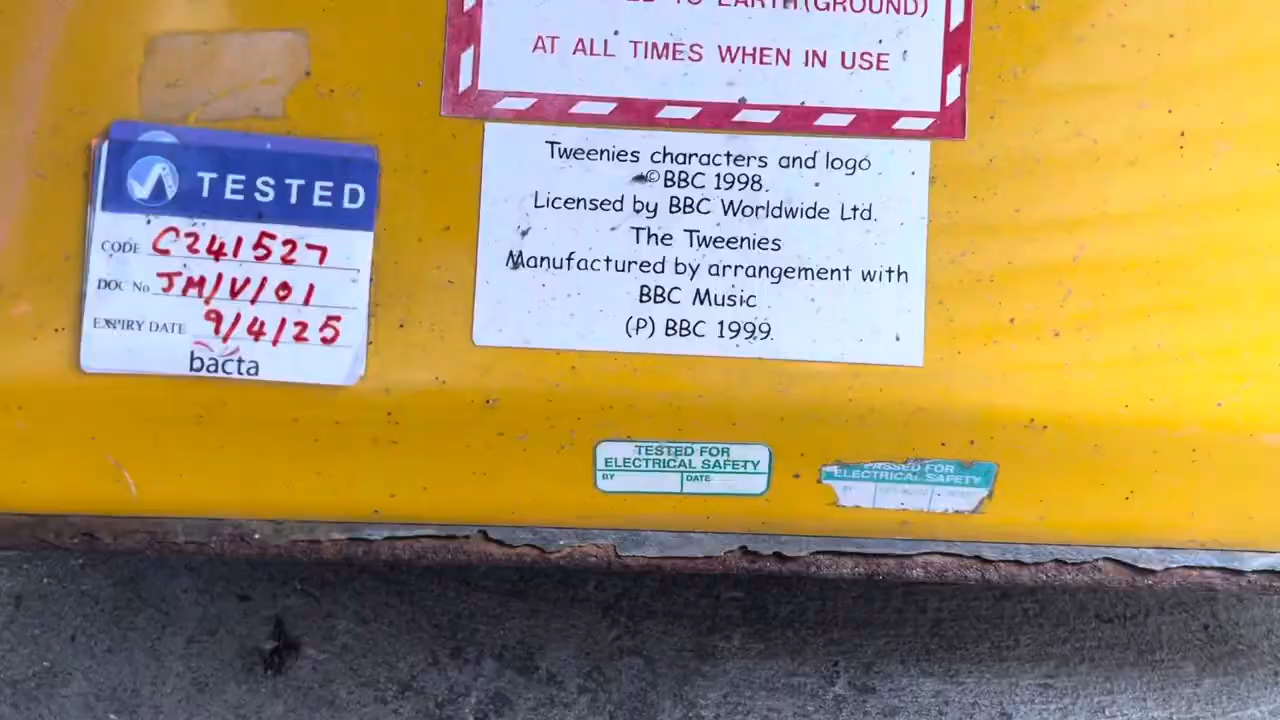 TO EARTH (GROUND)
AT ALL TIMES WHEN IN USE
TESTED
CODE C241527
DOC No JM/V/01
EXPIRY DATE 9/4/25
bacta
Tweenies characters and logo
©BBC 1998.
Licensed by BBC Worldwide Ltd.
The Tweenies
Manufactured by arrangement with
BBC Music
(P) BBC 1999.
TESTED FOR
ELECTRICAL SAFETY
BY DATE
PASSED FOR
ELECTRICAL SAFETY